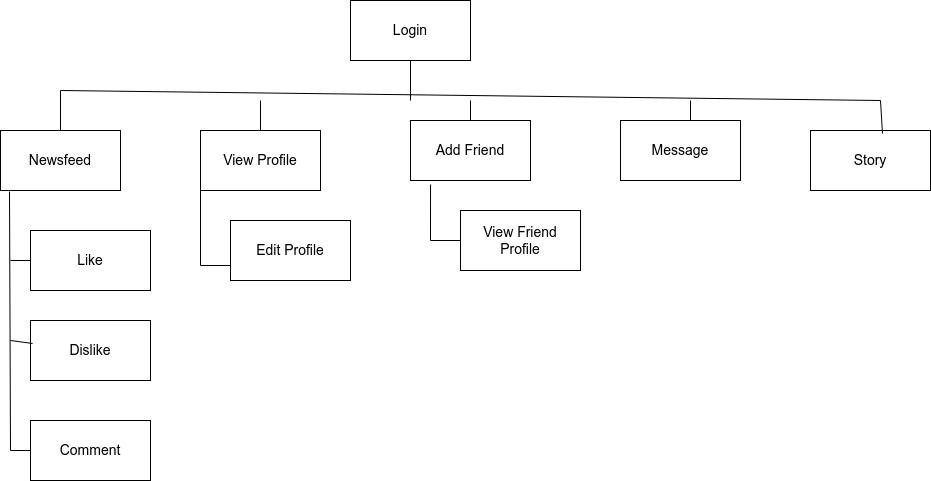 Login
Newsfeed
View Profile
Add Friend
Message
Story
Like
Edit Profile
View Friend
Profile
Dislike
Comment